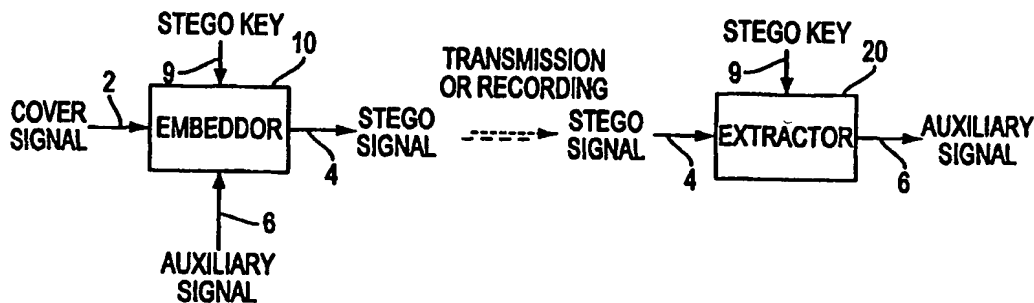 STEGO KEY
9
10
2
COVER
SIGNAL
EMBEDDOR
4
STEGO
SIGNAL
6
AUXILIARY
SIGNAL
TRANSMISSION
OR RECORDING
STEGO
SIGNAL
4
STEGO KEY
9
20
EXTRACTOR
6
AUXILIARY
SIGNAL